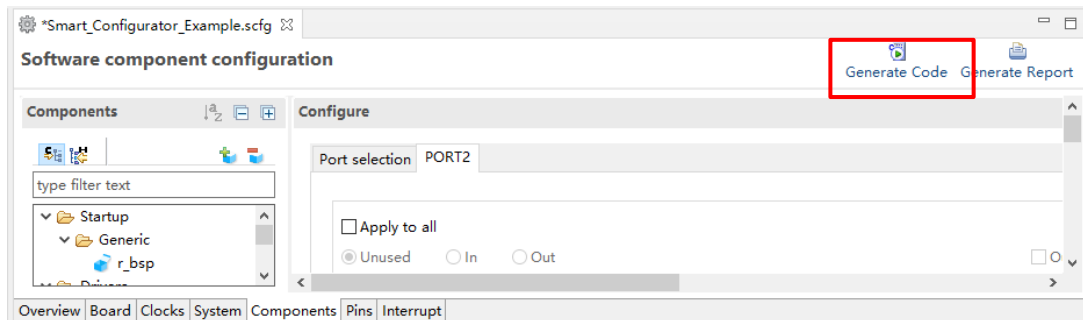 *Smart_Configurator_Example.scfg
Software component configuration
Generate Code Generate Report
Components
Configure
Port selection PORT2
type filter text
Apply to all
Startup
Generic
Unused In Out
r_bsp
Drivers
Overview Board Clocks System Components Pins Interrupt